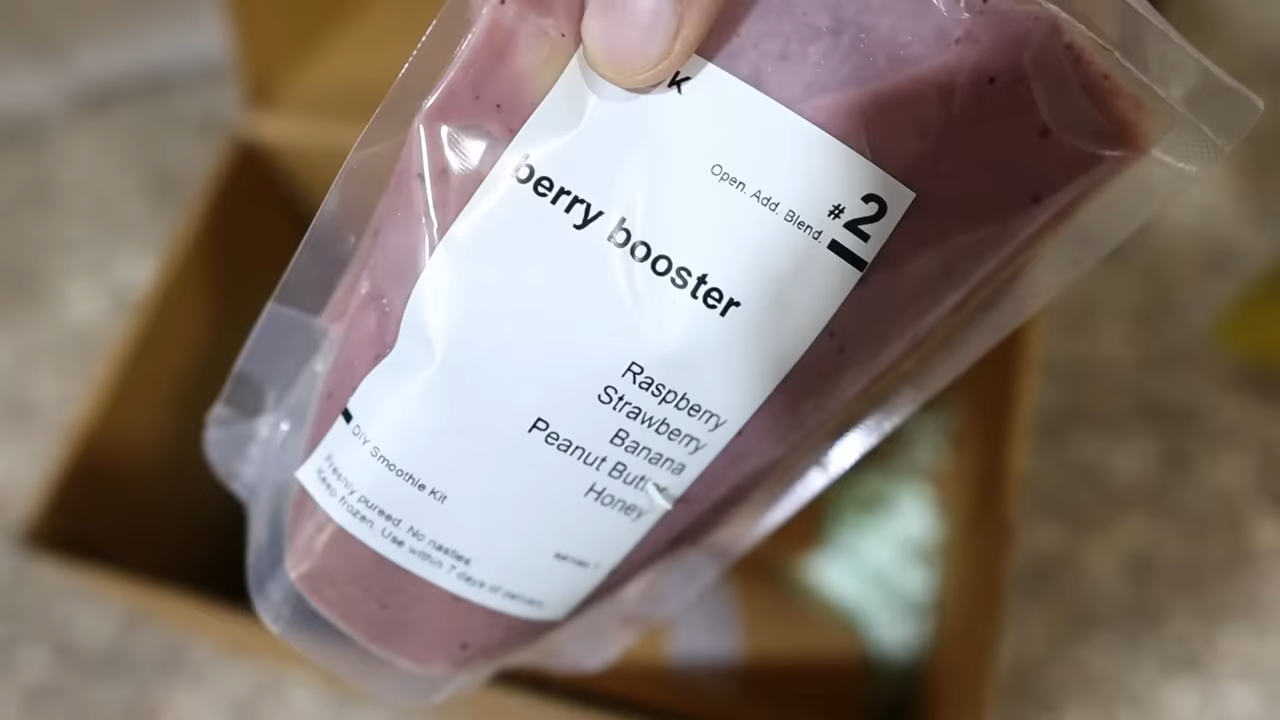 K
Open. Add. Blend.
#2
berry booster
Raspberry
Strawberry
Banana
Peanut Butter
Honey
DIY Smoothie Kit
Freshly pureed. No nasties
Keep frozen. Use within 7 days of